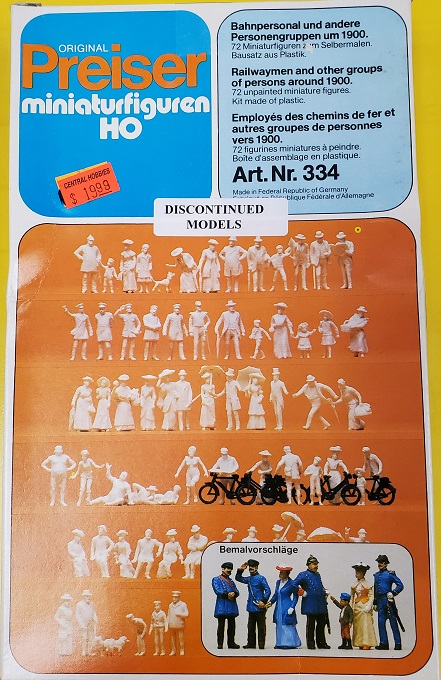 ORIGINAL
Preiser
miniaturfiguren
HO
CENTRAL HOBBIES
$ 19.99
Bahnpersonal und andere
Personengruppen um 1900.
72 Miniaturfiguren zum Selbermalen.
Bausatz aus Plastik.
Railwaymen and other groups
of persons around 1900.
72 unpainted miniature figures.
Kit made of plastic.
Employés des chemins de fer et
autres groupes de personnes
vers 1900.
72 figurines miniatures à peindre.
Boîte d'assemblage en plastique.
Art. Nr. 334
Made in Federal Republic of Germany
République Fédérale d'Allemagne
DISCONTINUED
MODELS
Bemalvorschläge